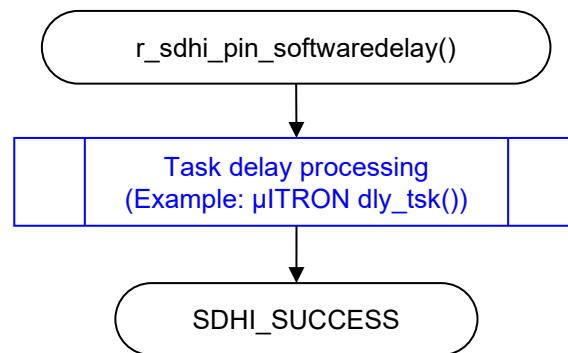 r_sdhi_pin_softwaredelay()
Task delay processing
(Example: µITRON dly_tsk())
SDHI_SUCCESS